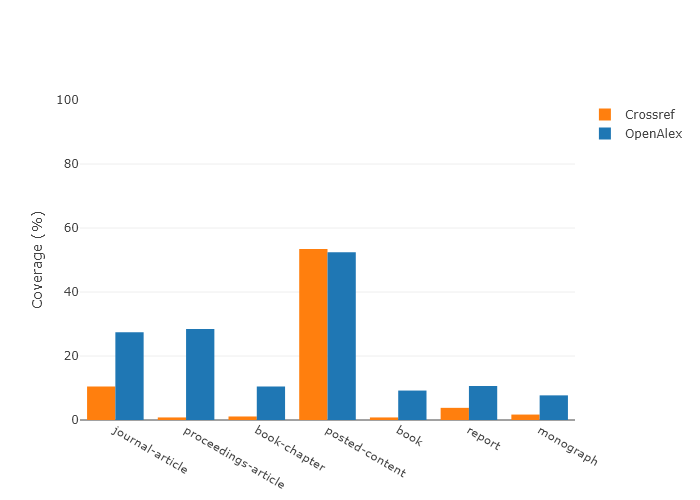 100
80
60
40
20
0
Coverage (%)
journal-article
proceedings-article
book-chapter
posted-content
book
report
monograph
Crossref
OpenAlex